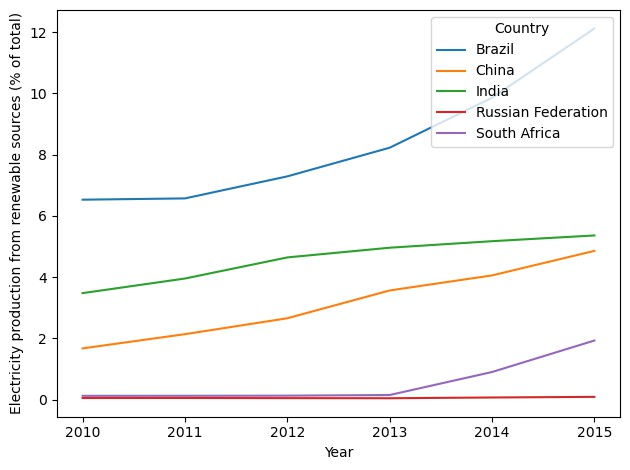 Electricity production from renewable sources (% of total)
12
10
8
6
4
2
0
Country
Brazil
China
India
Russian Federation
South Africa
2010 2011 2012 2013 2014 2015
Year